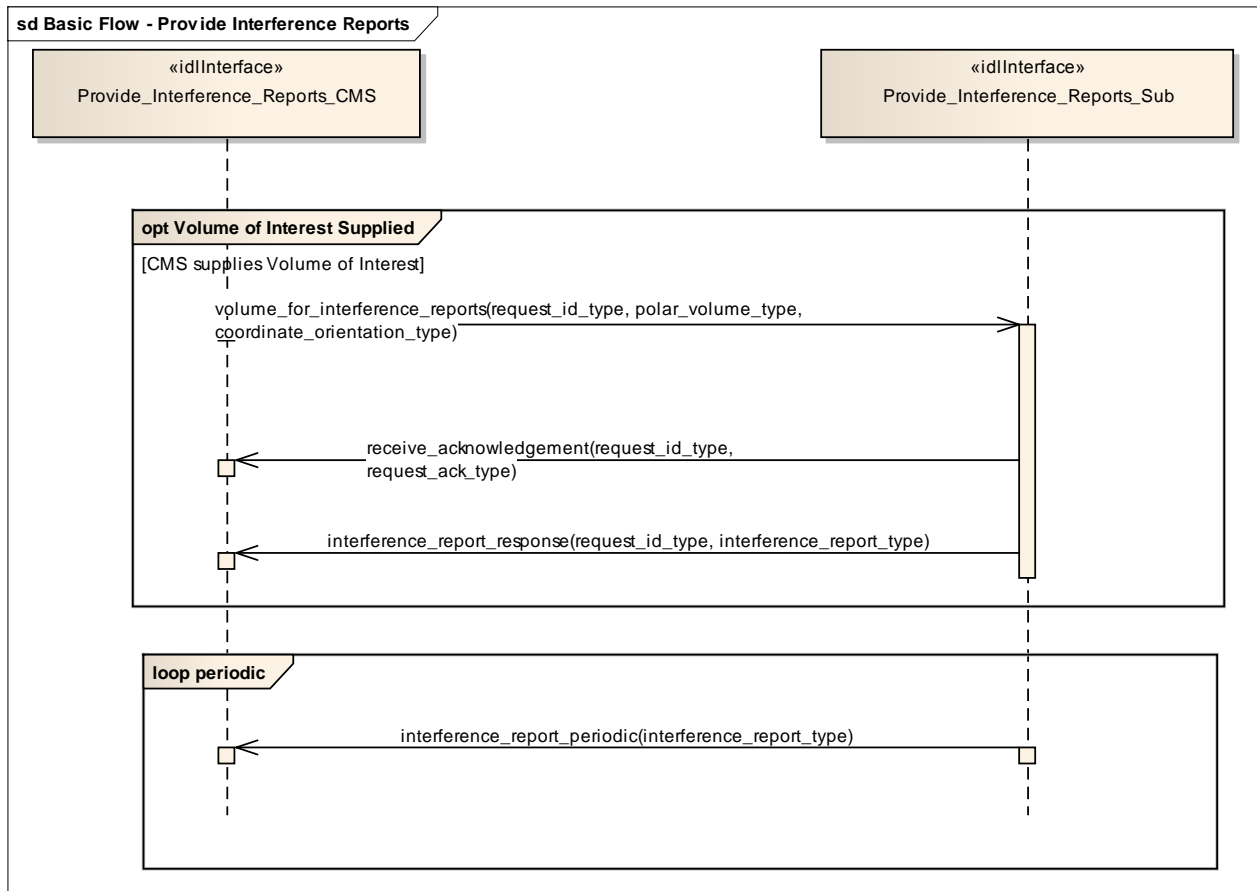 sd Basic Flow - Provide Interference Reports
«idlInterface»
Provide_Interference_Reports_CMS
«idlInterface»
Provide_Interference_Reports_Sub
opt Volume of Interest Supplied
[CMS supplies Volume of Interest]
volume_for_interference_reports(request_id_type, polar_volume_type,
coordinate_orientation_type)
receive_acknowledgement(request_id_type,
request_ack_type)
interference_report_response(request_id_type, interference_report_type)
loop periodic
interference_report_periodic(interference_report_type)